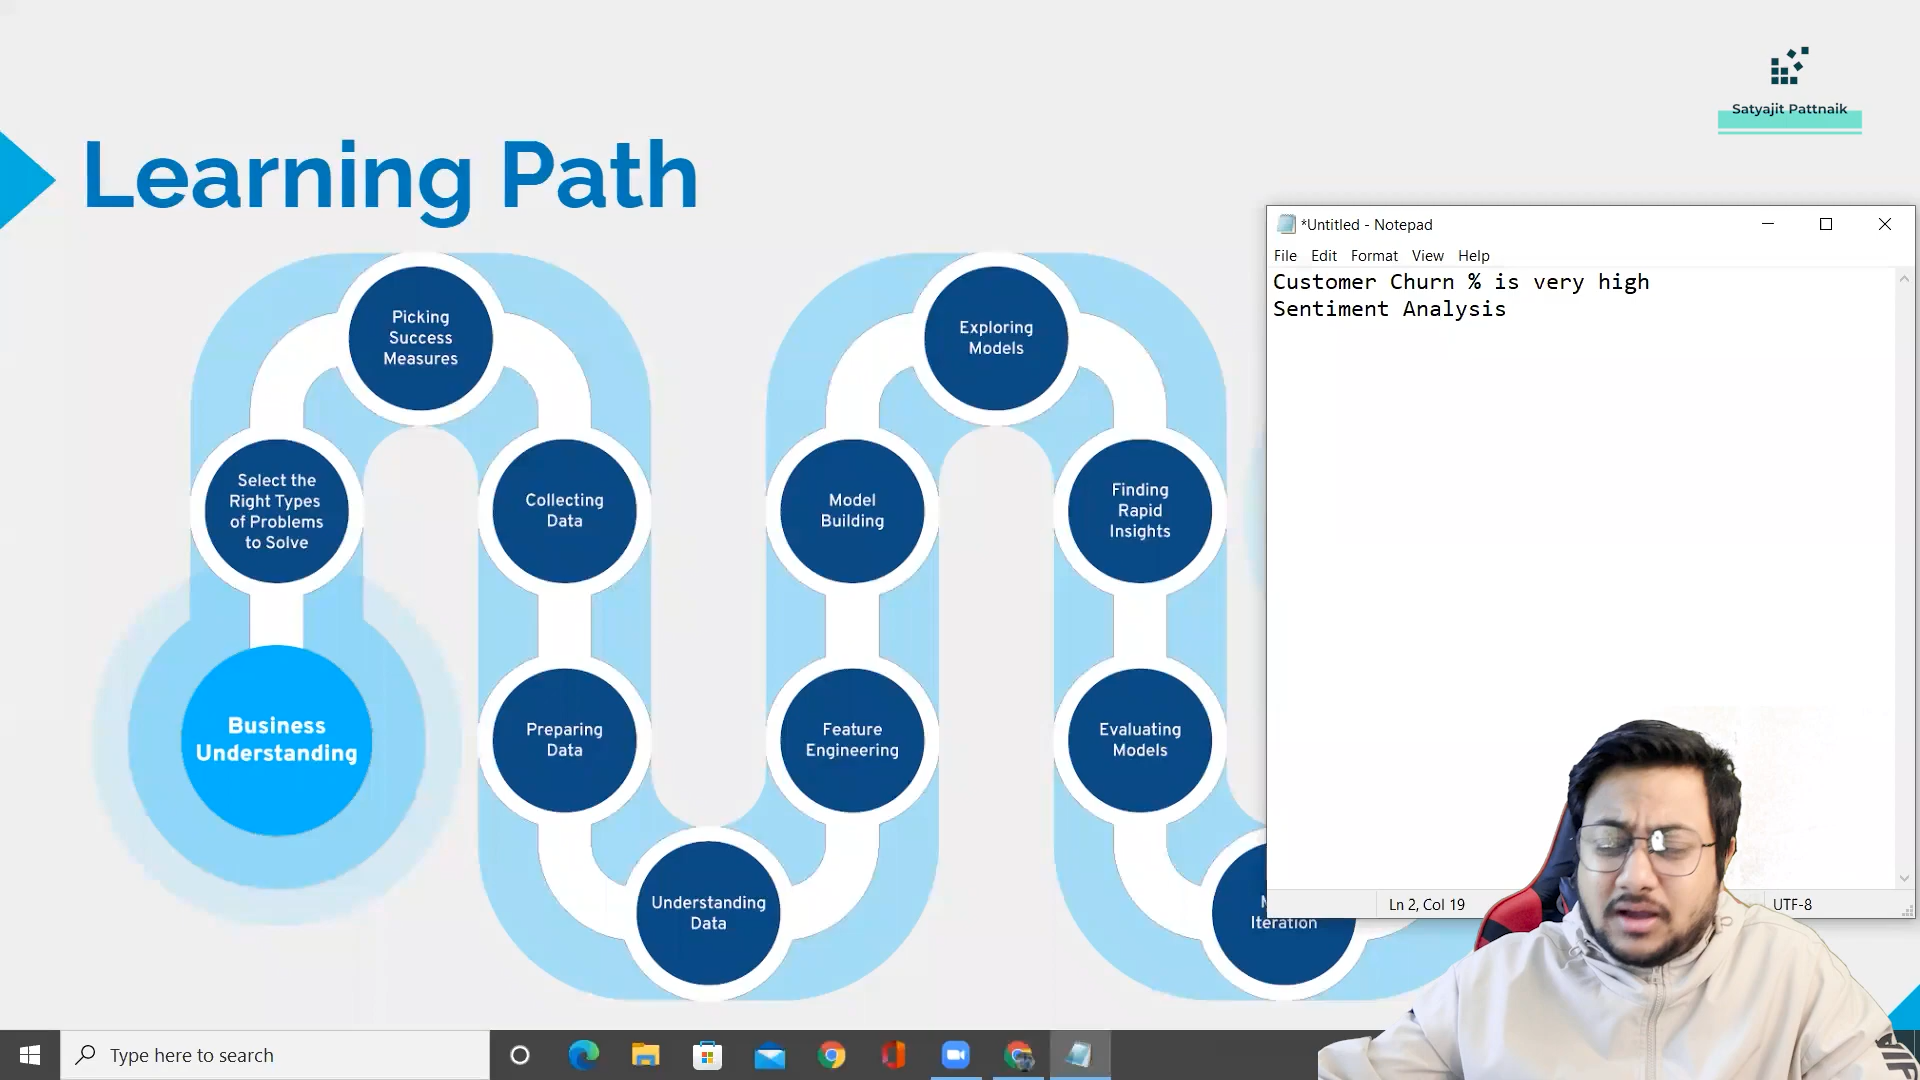 Satyajit Pattnaik
Learning Path
*Untitled - Notepad
File Edit Format View Help
Customer Churn % is very high
Sentiment Analysis
Picking
Success
Measures
Exploring
Models
Select the
Right Types
of Problems
to Solve
Collecting
Data
Model
Building
Finding
Rapid
Insights
Business
Understanding
Preparing
Data
Feature
Engineering
Evaluating
Models
Understanding
Data
Iteration
Ln 2, Col 19
UTF-8
Type here to search